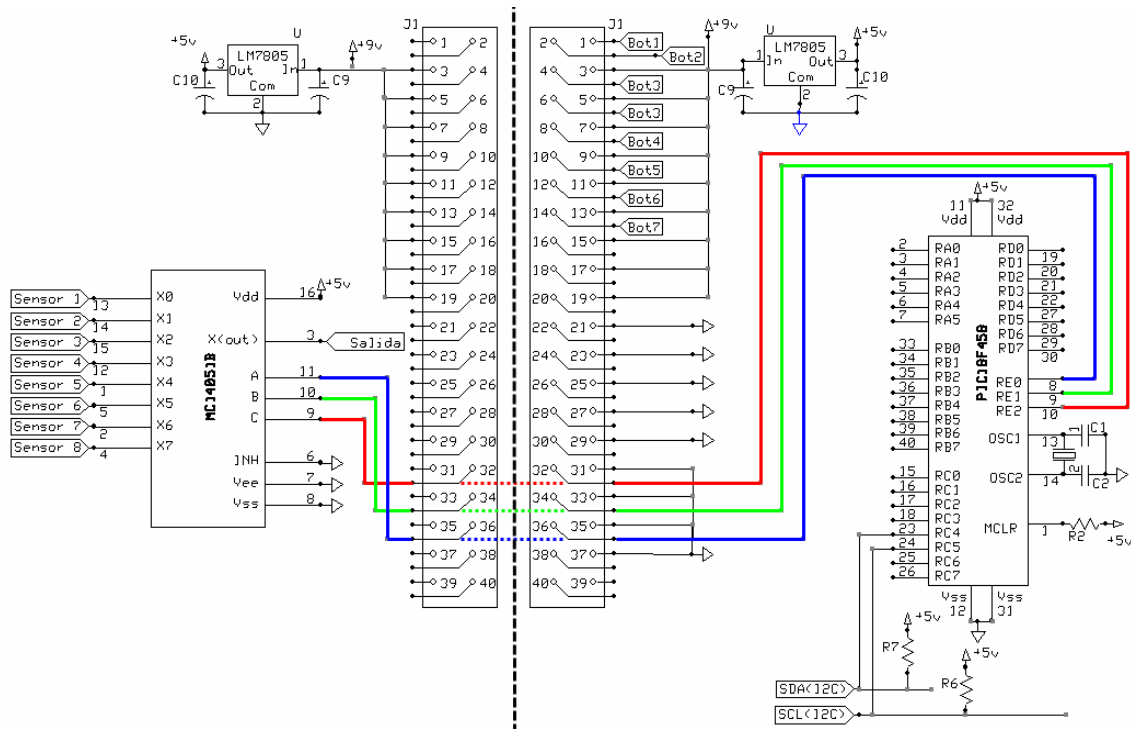 U
LM7805
Out
In
Com
3
1
2
+5v
+9v
C10
C9
J1
1 2
3 4
5 6
7 8
9 10
11 12
13 14
15 16
17 18
19 20
21 22
23 24
25 26
27 28
29 30
31 32
33 34
35 36
37 38
39 40
J1
2 1
4 3
6 5
8 7
10 9
12 11
14 13
16 15
18 17
20 19
22 21
24 23
26 25
28 27
30 29
32 31
34 33
36 35
38 37
40 39
Bot1
Bot2
Bot3
Bot3
Bot4
Bot5
Bot6
Bot7
+9v
U
LM7805
In
Out
Com
1
3
2
+5v
C9
C10
Sensor 1
Sensor 2
Sensor 3
Sensor 4
Sensor 5
Sensor 6
Sensor 7
Sensor 8
13
14
15
12
1
5
2
4
MC14051B
X0
X1
X2
X3
X4
X5
X6
X7
Vdd 16 +5v
X(out) 3 Salida
A 11
B 10
C 9
INH 6
Vee 7
Vss 8
+5v
11 32
Vdd Vdd
PIC18F458
2 RA0
3 RA1
4 RA2
5 RA3
6 RA4
7 RA5
33 RB0
34 RB1
35 RB2
36 RB3
37 RB4
38 RB5
39 RB6
40 RB7
15 RC0
16 RC1
17 RC2
18 RC3
23 RC4
24 RC5
25 RC6
26 RC7
RD0 19
RD1 20
RD2 21
RD3 22
RD4 27
RD5 28
RD6 29
RD7 30
RE0 8
RE1 9
RE2 10
OSC1 13
OSC2 14
1 C1
2 C2
MCLR 1
R2
+5v
Vss Vss
12 31
+5v
R7
+5v
R6
SDA(I2C)
SCL(I2C)